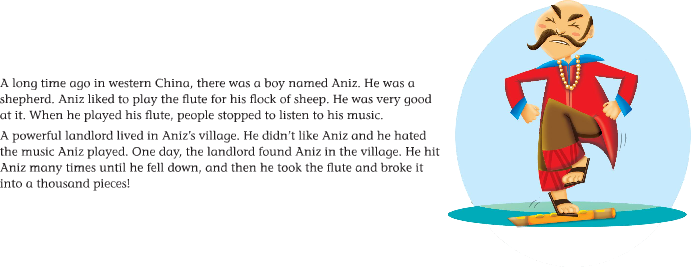 A long time ago in western China, there was a boy named Aniz. He was a
shepherd. Aniz liked to play the flute for his flock of sheep. He was very good
at it. When he played his flute, people stopped to listen to his music.
A powerful landlord lived in Aniz's village. He didn't like Aniz and he hated
the music Aniz played. One day, the landlord found Aniz in the village. He hit
Aniz many times until he fell down, and then he took the flute and broke it
into a thousand pieces!